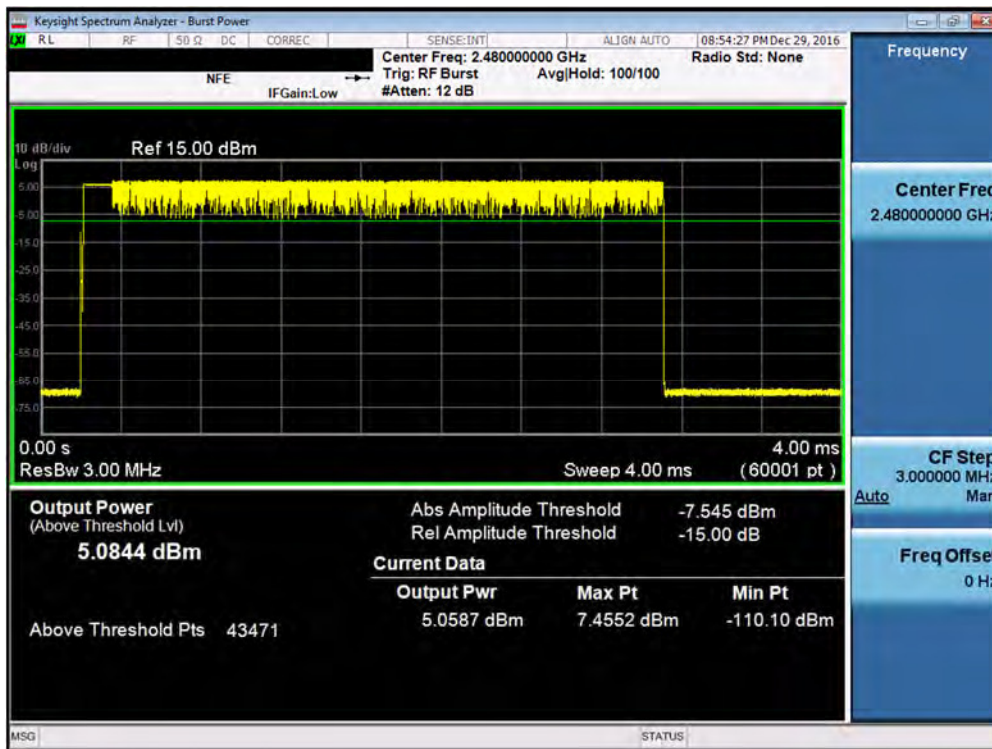 Keysight Spectrum Analyzer - Burst Power
LXI RL RF 50 Ω DC CORREC SENSE:INT ALIGN AUTO 08:54:27 PM Dec 29, 2016
Center Freq: 2.480000000 GHz Radio Std: None
NFE Trig: RF Burst Avg|Hold: 100/100
IFGain:Low #Atten: 12 dB
Frequency
10 dB/div Ref 15.00 dBm
Log
5.00
-5.00
-15.0
-25.0
-35.0
-45.0
-55.0
-65.0
-75.0
0.00 s 4.00 ms
ResBw 3.00 MHz Sweep 4.00 ms (60001 pt)
Output Power
(Above Threshold Lvl)
5.0844 dBm
Above Threshold Pts 43471
Abs Amplitude Threshold -7.545 dBm
Rel Amplitude Threshold -15.00 dB
Current Data
Output Pwr Max Pt Min Pt
5.0587 dBm 7.4552 dBm -110.10 dBm
Center Freq
2.480000000 GHz
CF Step
3.000000 MHz
Auto Man
Freq Offset
0 Hz
MSG STATUS